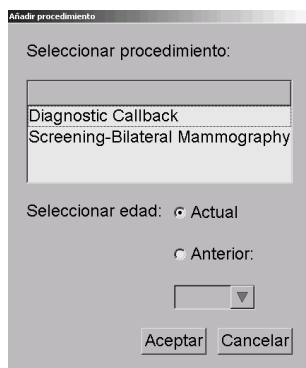 Añadir procedimiento
Seleccionar procedimiento:
Diagnostic Callback
Screening-Bilateral Mammography
Seleccionar edad: Actual
Anterior:
Aceptar Cancelar